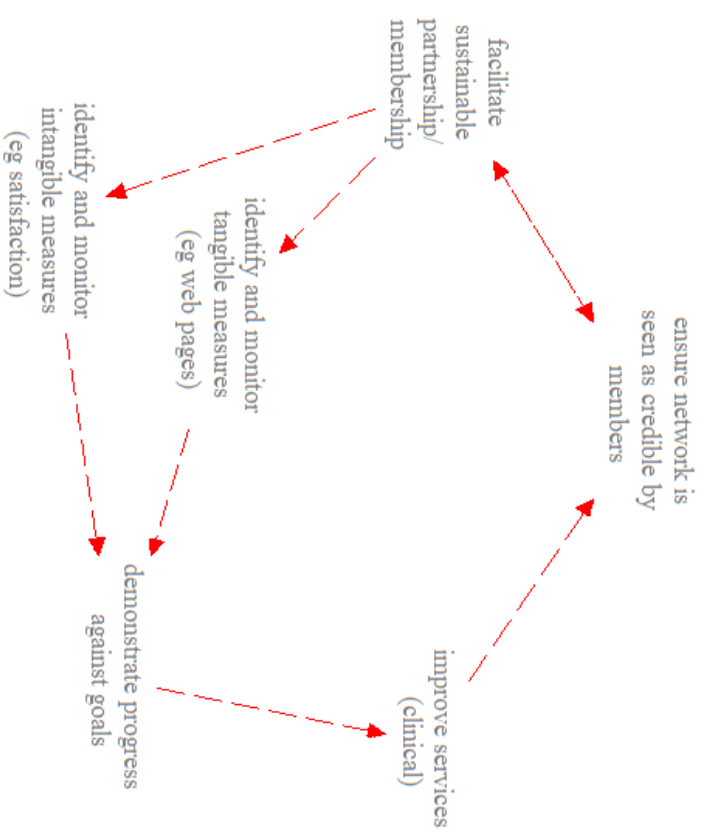 ensure network is
seen as credible by
members
facilitate
sustainable
partnership/
membership
improve services
(clinical)
identify and monitor
tangible measures
(eg web pages)
identify and monitor
intangible measures
(eg satisfaction)
demonstrate progress
against goals